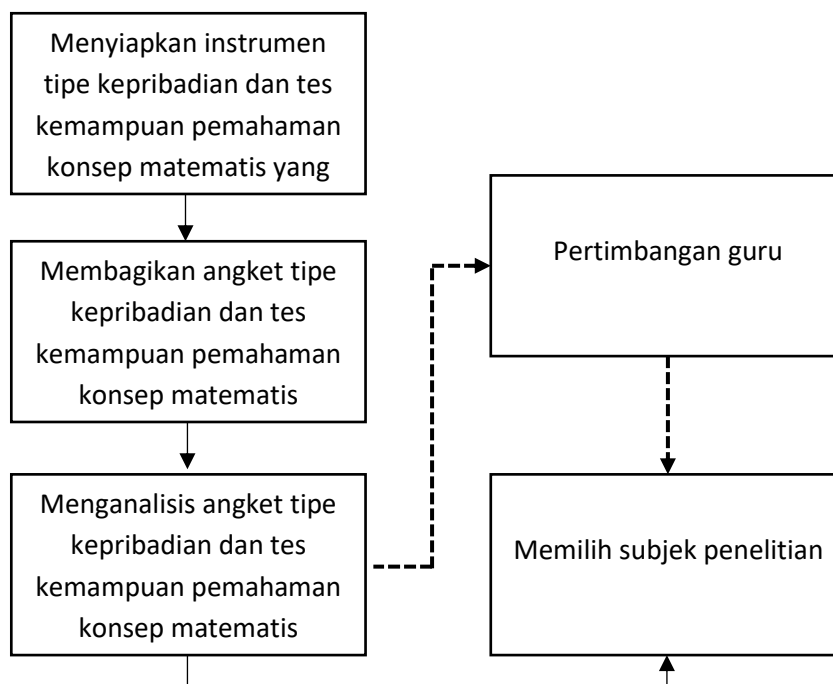 Menyiapkan instrumen
tipe kepribadian dan tes
kemampuan pemahaman
konsep matematis yang
Membagikan angket tipe
kepribadian dan tes
kemampuan pemahaman
konsep matematis
Menganalisis angket tipe
kepribadian dan tes
kemampuan pemahaman
konsep matematis
Pertimbangan guru
Memilih subjek penelitian